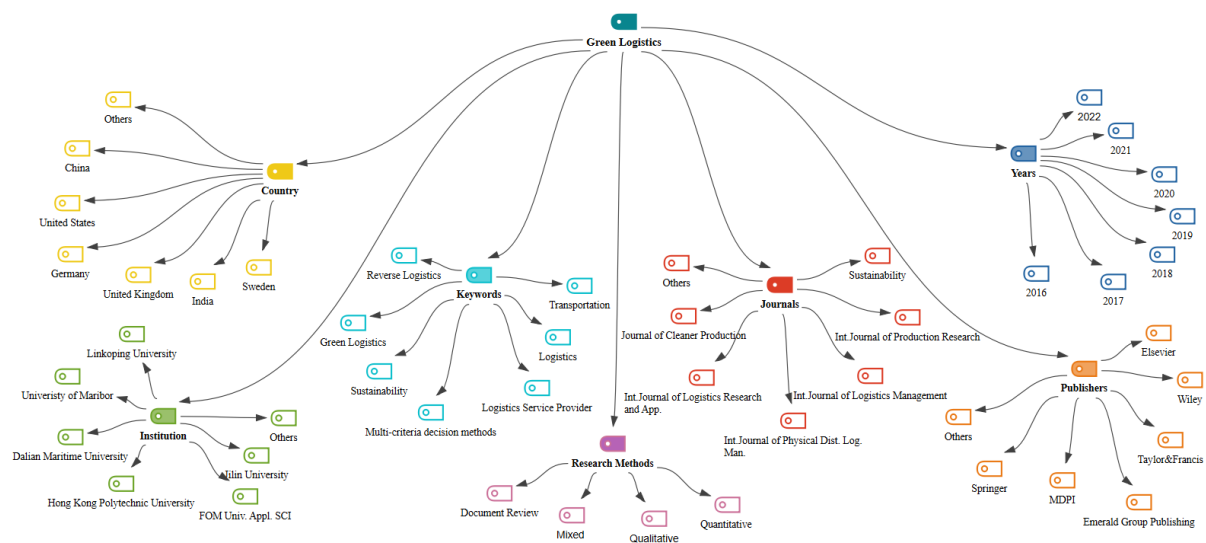 Green Logistics
Others
China
United States
Germany
United Kingdom
India
Sweden
Country
Reverse Logistics
Keywords
Transportation
Green Logistics
Logistics
Sustainability
Logistics Service Provider
Multi-criteria decision methods
Others
Sustainability
Journals
Journal of Cleaner Production
Int.Journal of Production Research
Int.Journal of Logistics Research
and App.
Int.Journal of Logistics Management
Int.Journal of Physical Dist. Log.
Man.
2022
2021
Years
2020
2019
2018
2017
2016
Linkoping University
Univeristy of Maribor
Institution
Others
Dalian Maritime University
Jilin University
Hong Kong Polytechnic University
FOM Univ. Appl. SCI
Research Methods
Document Review
Mixed
Qualitative
Quantitative
Elsevier
Publishers
Wiley
Others
Taylor&Francis
Springer
MDPI
Emerald Group Publishing